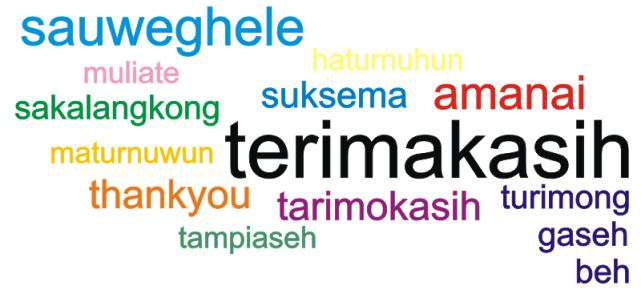 sauweghele
haturnuhun
muliate
suksema
amanai
sakalangkong
terimakasih
maturnuwun
thankyou
tarimokasih
turimong
tampiaseh
gaseh
beh